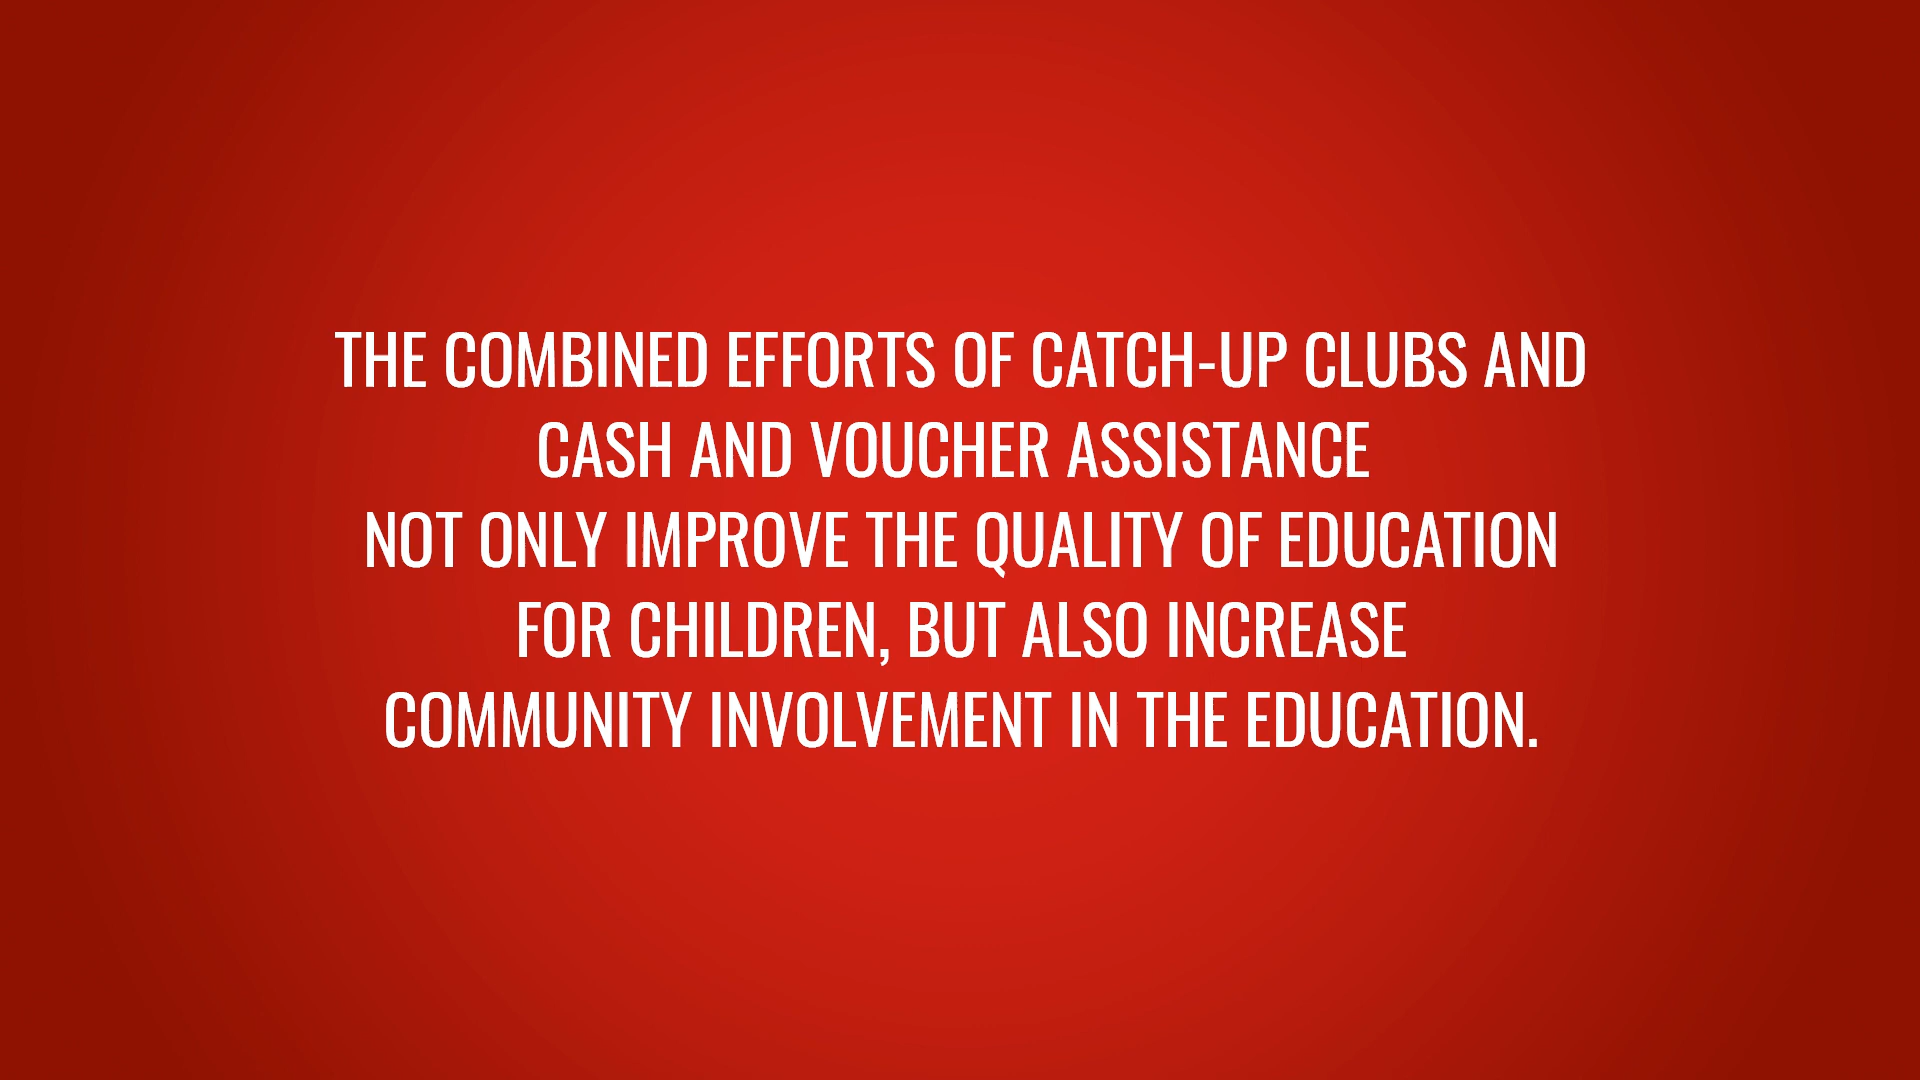 THE COMBINED EFFORTS OF CATCH-UP CLUBS AND
CASH AND VOUCHER ASSISTANCE
NOT ONLY IMPROVE THE QUALITY OF EDUCATION
FOR CHILDREN, BUT ALSO INCREASE
COMMUNITY INVOLVEMENT IN THE EDUCATION.